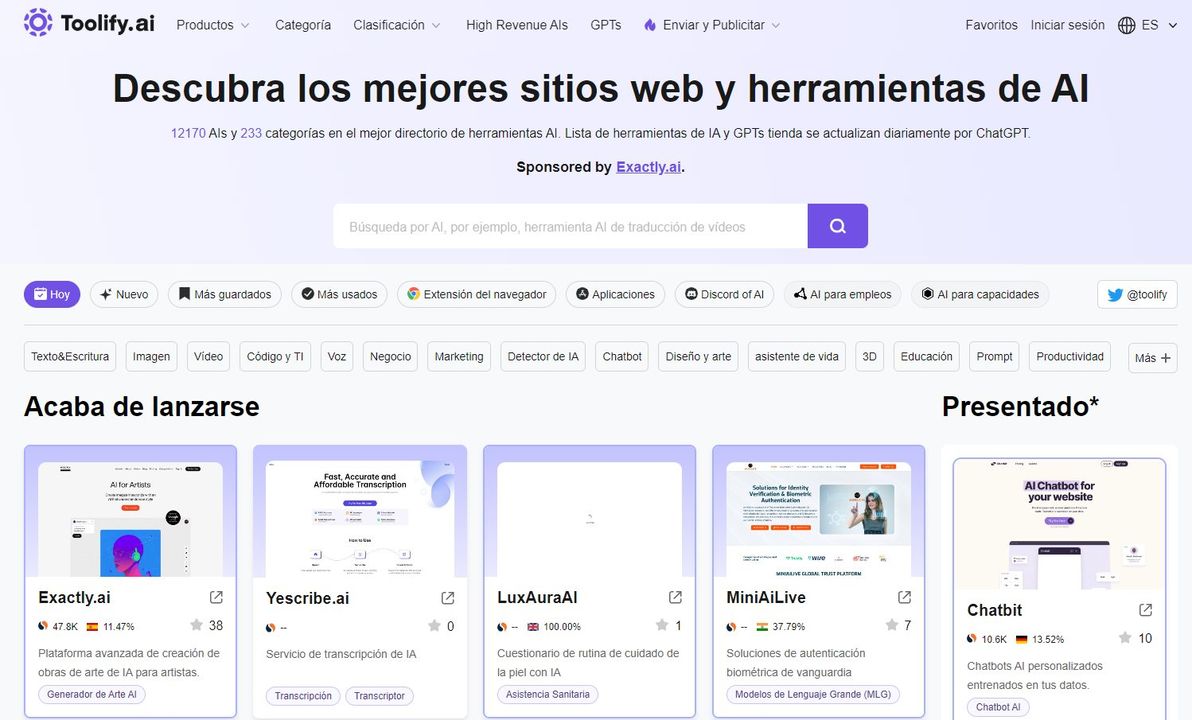 Toolify.ai Productos Categoría Clasificación High Revenue AIs GPTs Enviar y Publicitar Favoritos Iniciar sesión ES
Descubra los mejores sitios web y herramientas de AI
12170 AIs y 233 categorías en el mejor directorio de herramientas AI. Lista de herramientas de IA y GPTs tienda se actualizan diariamente por ChatGPT.
Sponsored by Exactly.ai.
Búsqueda por AI, por ejemplo, herramienta AI de traducción de vídeos
Hoy Nuevo Más guardados Más usados Extensión del navegador Aplicaciones Discord of AI AI para empleos AI para capacidades @toolify
Texto&Escritura Imagen Vídeo Código y TI Voz Negocio Marketing Detector de IA Chatbot Diseño y arte asistente de vida 3D Educación Prompt Productividad Más +
Acaba de lanzarse
Presentado*
AI for Artists
Exactly.ai
47.8K 11.47% 38
Plataforma avanzada de creación de
obras de arte de IA para artistas.
Generador de Arte AI
Fast, Accurate and
Affordable Transcription
How to Use
Yescribe.ai
-- 0
Servicio de transcripción de IA
Transcripción Transcriptor
LuxAuraAI
-- 100.00% 1
Cuestionario de rutina de cuidado de
la piel con IA
Asistencia Sanitaria
Solutions for Identity
Verification & Biometric
Authentication
MINIAILIVE GLOBAL TRUST PLATFORM
MiniAiLive
-- 37.79% 7
Soluciones de autenticación
biométrica de vanguardia
Modelos de Lenguaje Grande (MLG)
AI Chatbot for
your website
Chatbit
10.6K 13.52% 10
Chatbots AI personalizados
entrenados en tus datos.
Chatbot AI